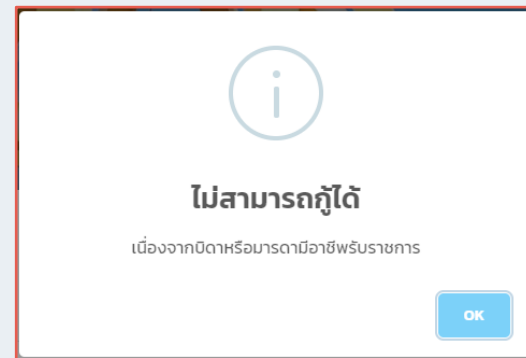 ไม่สามารถกู้ได้
เนื่องจากบิดาหรือมารดามีอาชีพรับราชการ
OK